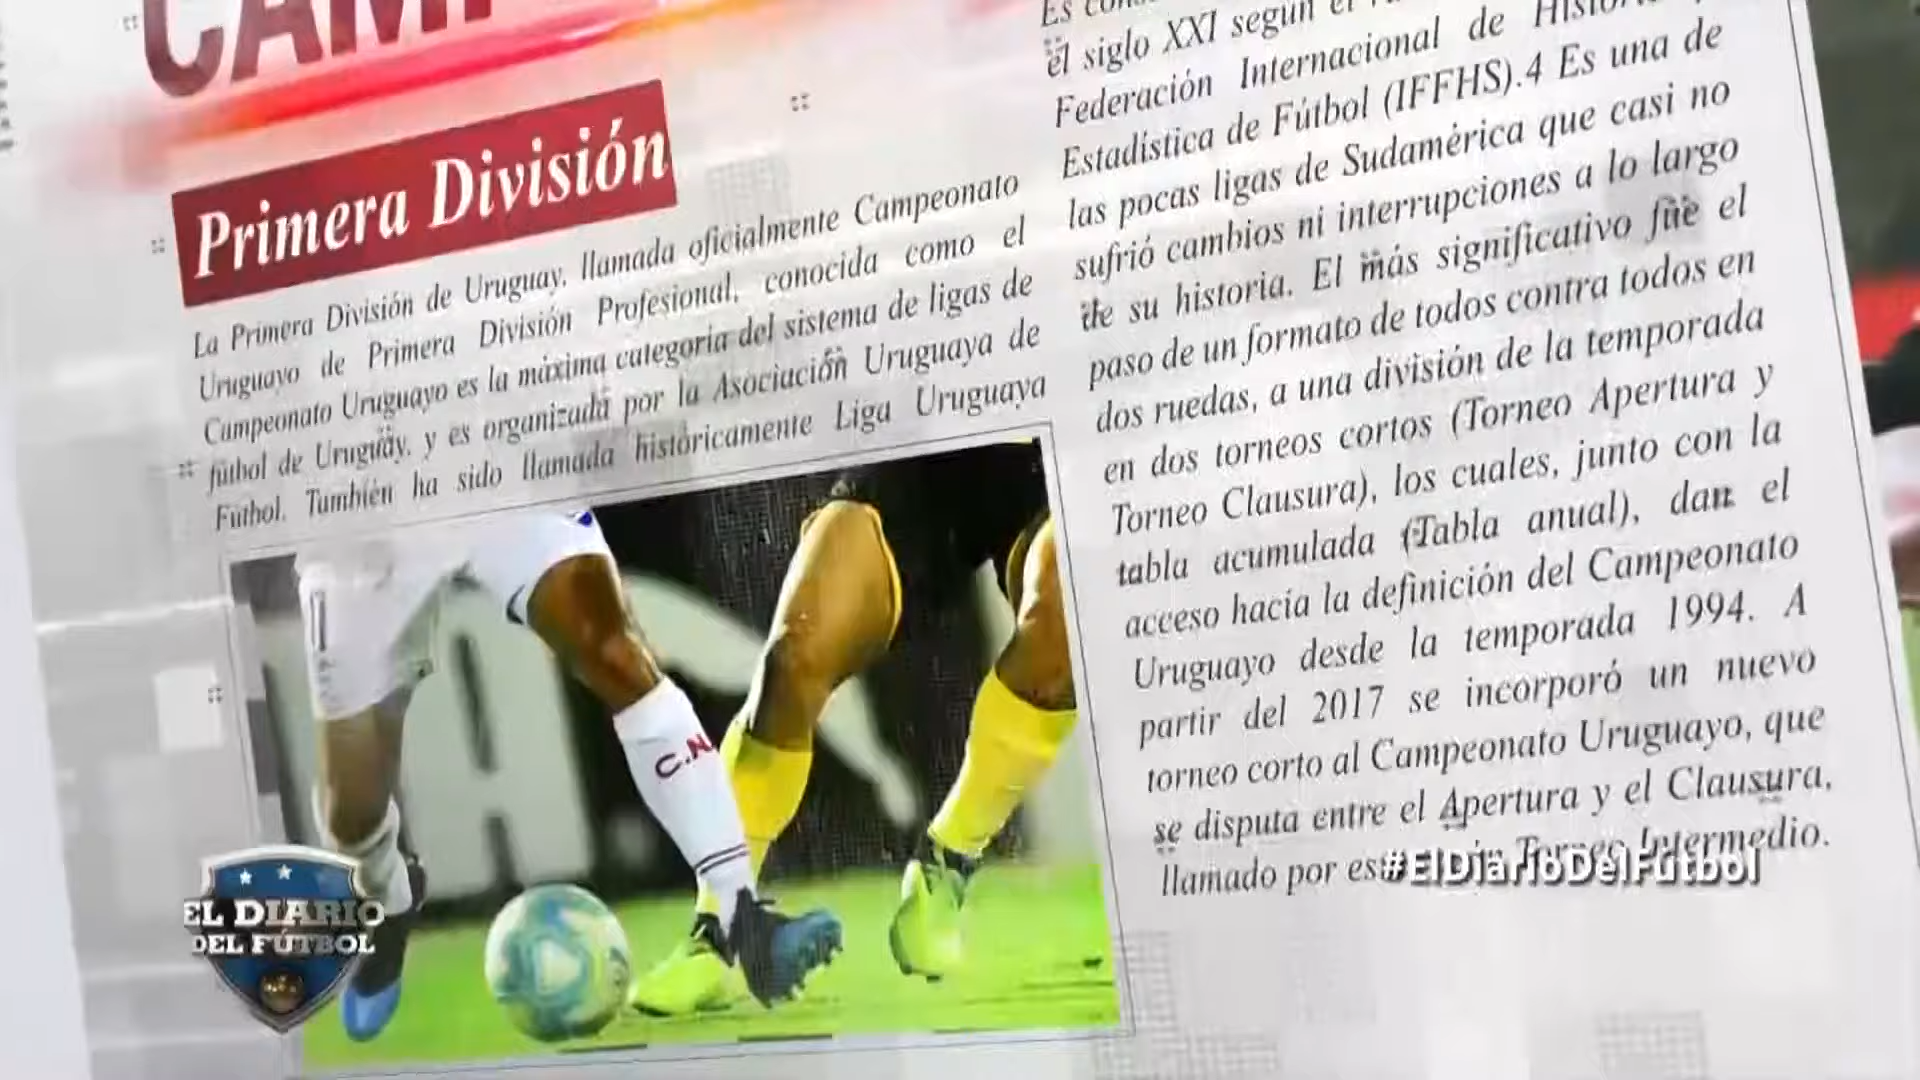 CAM
Primera División
La Primera División de Uruguay, llamada oficialmente Campeonato
Uruguayo de Primera División Profesional, conocida como el
Campeonato Uruguayo es la máxima categoría del sistema de ligas de
fútbol de Uruguay, y es organizada por la Asociación Uruguaya de
Fútbol. También ha sido llamada históricamente Liga Uruguaya
C.N.
A
Es
el siglo XXI según el
Federación Internacional de
Estadística de Fútbol (IFFHS).4 Es una de
las pocas ligas de Sudamérica que casi no
sufrió cambios ni interrupciones a lo largo
de su historia. El más significativo fue el
paso de un formato de todos contra todos en
dos ruedas, a una división de la temporada
en dos torneos cortos (Torneo Apertura y
Torneo Clausura), los cuales, junto con la
tabla acumulada (Tabla anual), dan el
acceso hacia la definición del Campeonato
Uruguayo desde la temporada 1994. A
partir del 2017 se incorporó un nuevo
torneo corto al Campeonato Uruguayo, que
se disputa entre el Apertura y el Clausura,
llamado por Torneo Intermedio.
#ElDiarioDelFútbol
EL DIARIO
DEL FÚTBOL